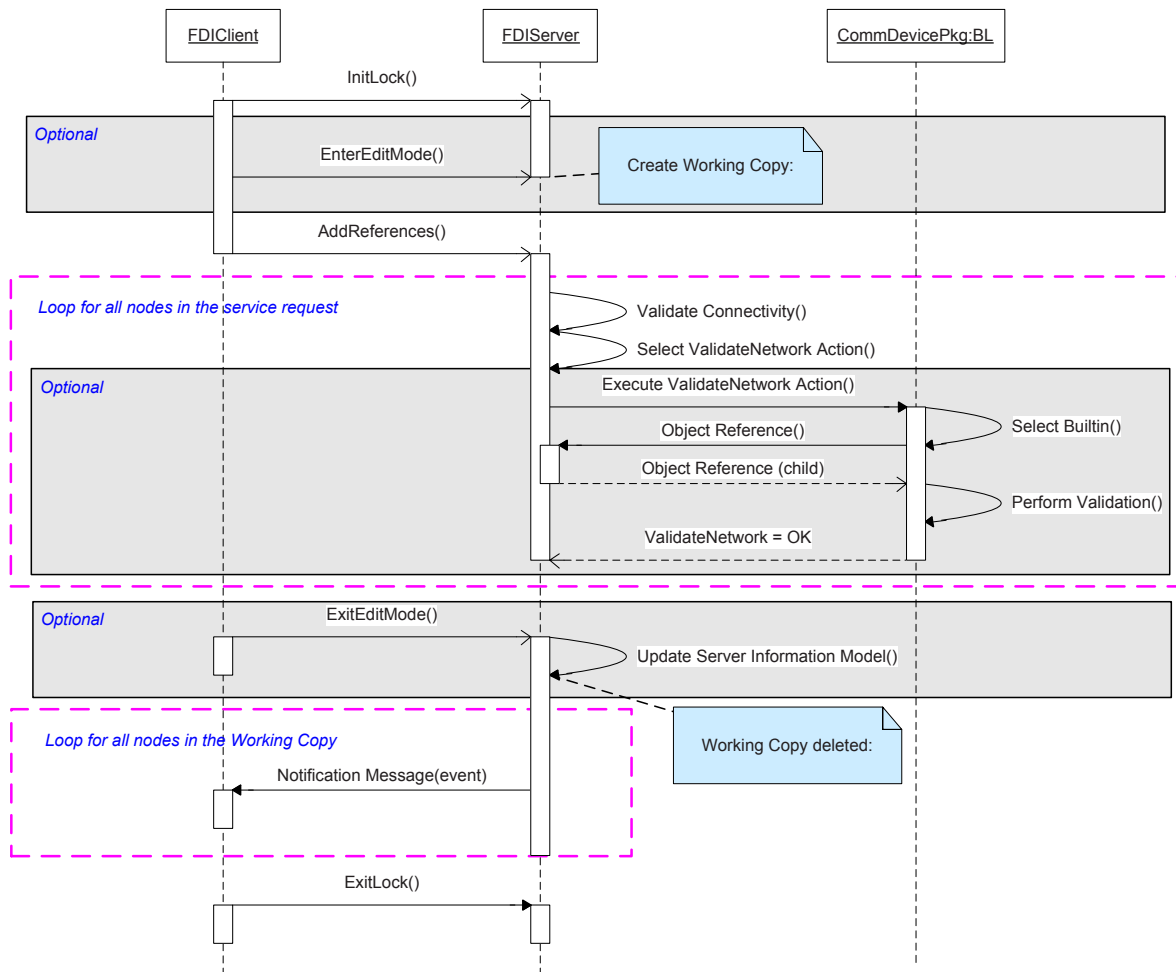 FDIClient
FDIServer
CommDevicePkg:BL
InitLock()
Optional
EnterEditMode()
Create Working Copy:
AddReferences()
Loop for all nodes in the service request
Validate Connectivity()
Select ValidateNetwork Action()
Optional
Execute ValidateNetwork Action()
Select Builtin()
Object Reference()
Object Reference (child)
Perform Validation()
ValidateNetwork = OK
Optional
ExitEditMode()
Update Server Information Model()
Loop for all nodes in the Working Copy
Working Copy deleted:
Notification Message(event)
ExitLock()